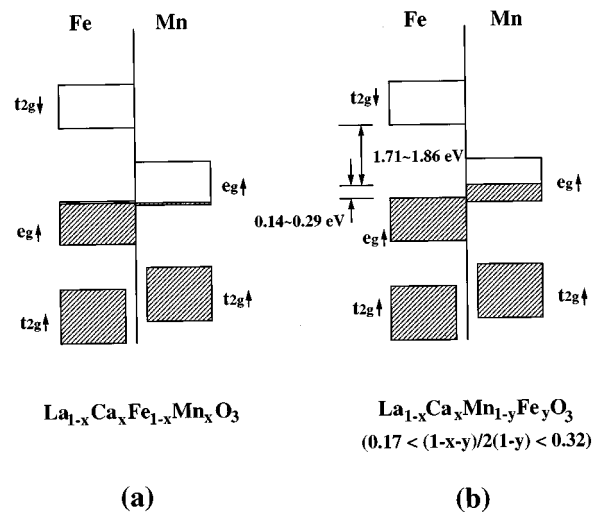 Fe Mn
t2g↓
eg↑
eg↑
t2g↑
t2g↑
La1-xCaxFe1-xMnxO3
(a)
Fe Mn
t2g↓
1.71~1.86 eV
eg↑
0.14~0.29 eV
eg↑
t2g↑
t2g↑
La1-xCaxMn1-yFeyO3
(0.17 < (1-x-y)/2(1-y) < 0.32)
(b)